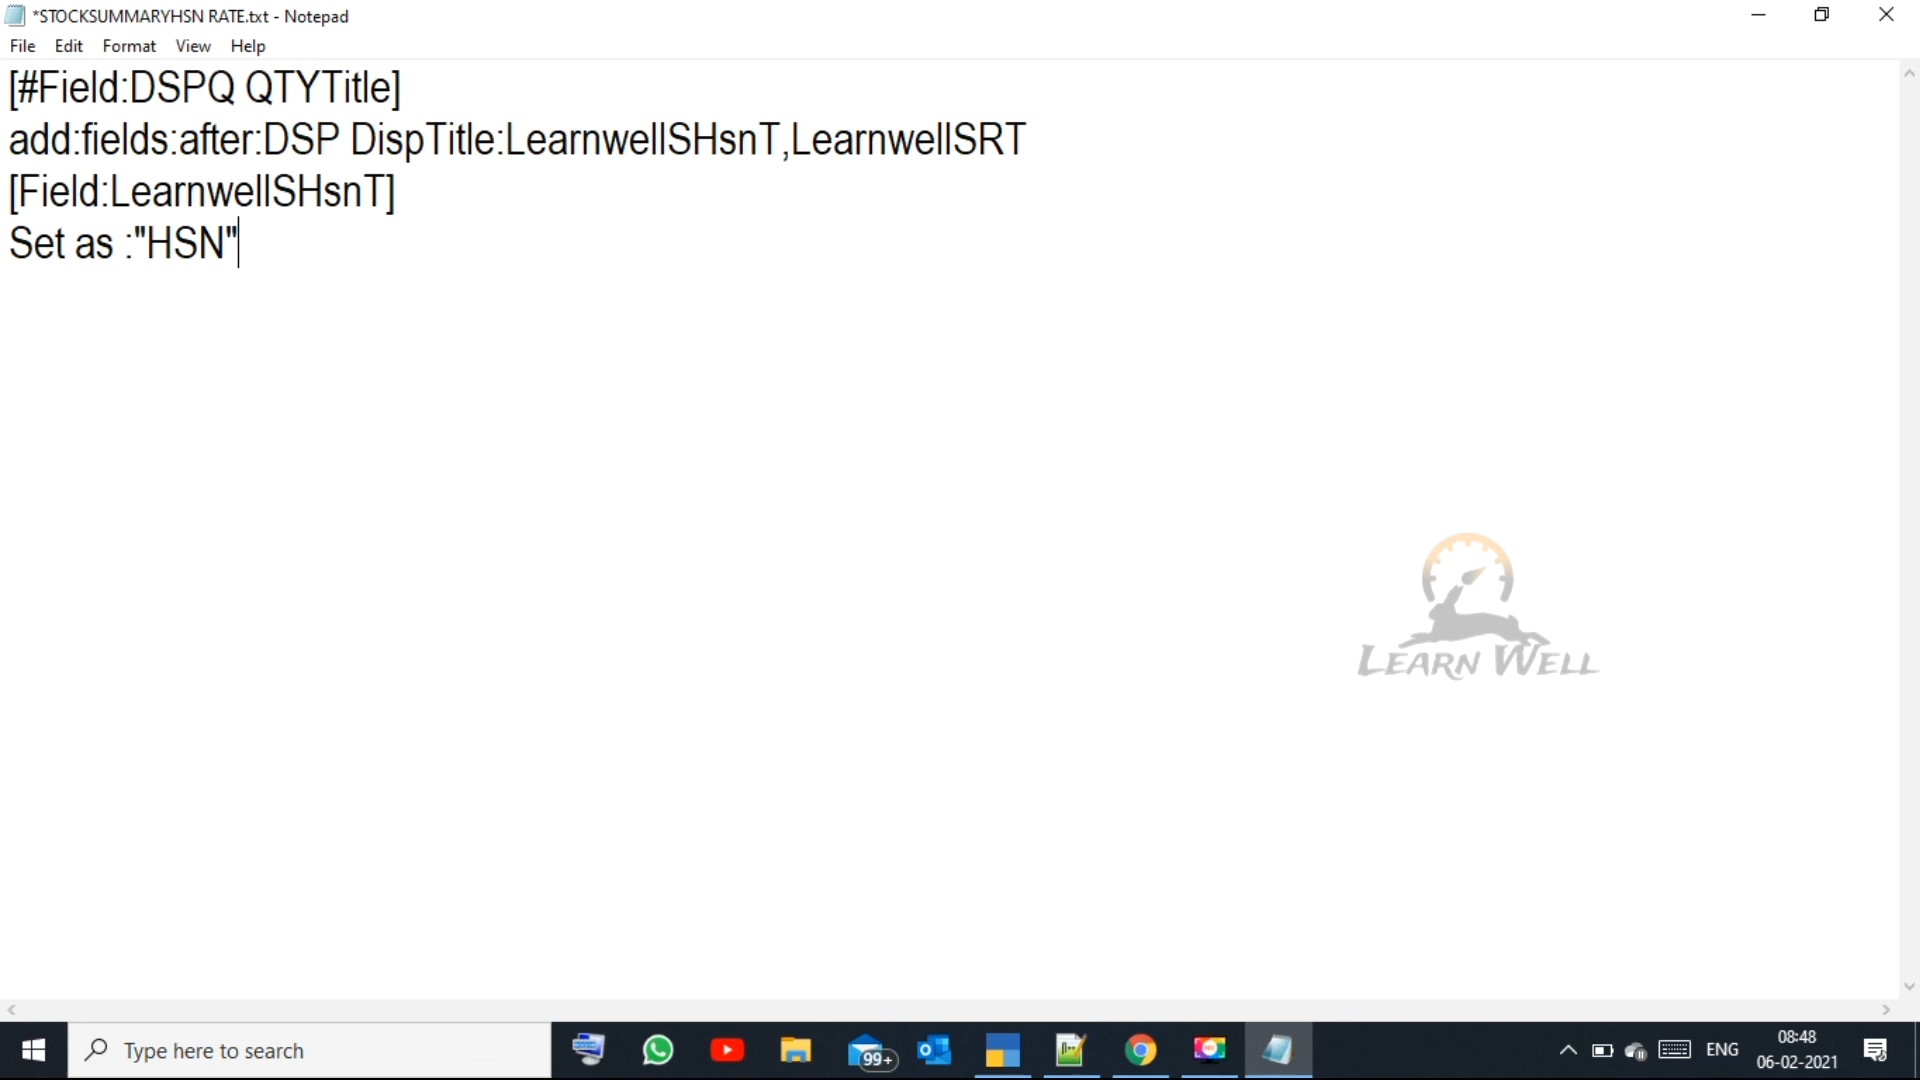 *STOCKSUMMARYHSN RATE.txt - Notepad
File Edit Format View Help
[#Field:DSPQ QTYTitle]
add:fields:after:DSP DispTitle:LearnwellSHsnT,LearnwellSRT
[Field:LearnwellSHsnT]
Set as :"HSN"
LEARN WELL
Type here to search
99+
ENG
08:48
06-02-2021